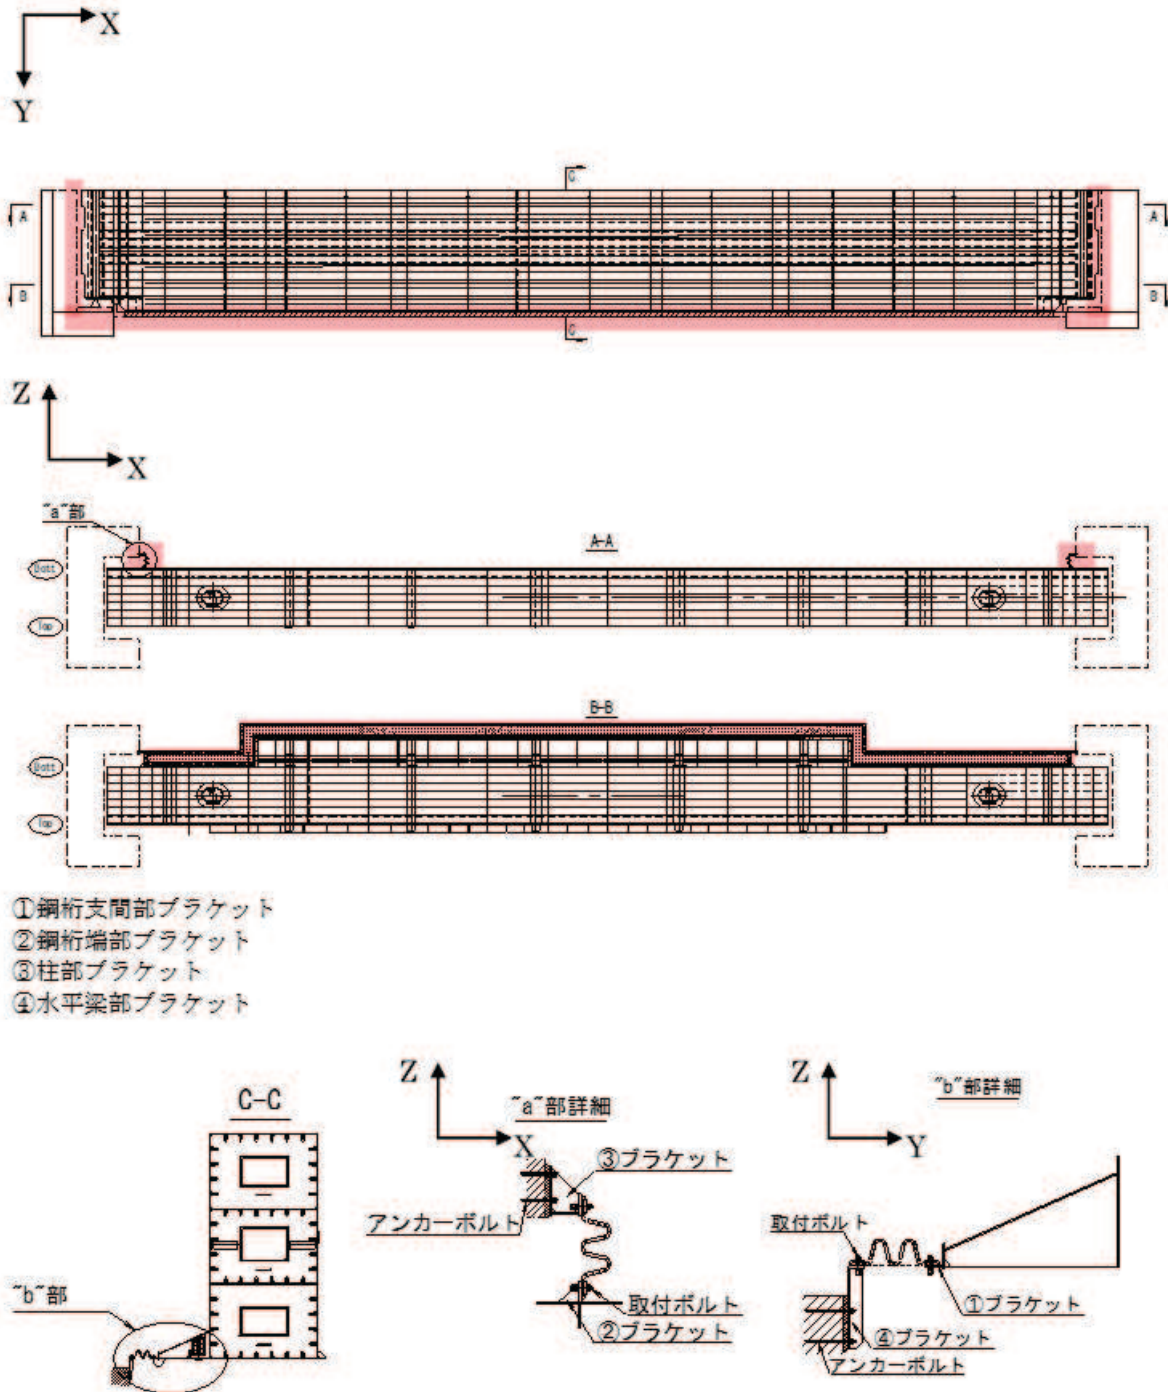 X
Y
C
A
A
B
B
C
Z
X
"a"部
A-A
Bott
Top
B-B
Bott
Top
①鋼桁支間部ブラケット
②鋼桁端部ブラケット
③柱部ブラケット
④水平梁部ブラケット
C-C
"b"部
Z
X
"a"部詳細
③ブラケット
アンカーボルト
取付ボルト
②ブラケット
Z
Y
"b"部詳細
取付ボルト
①ブラケット
④ブラケット
アンカーボルト